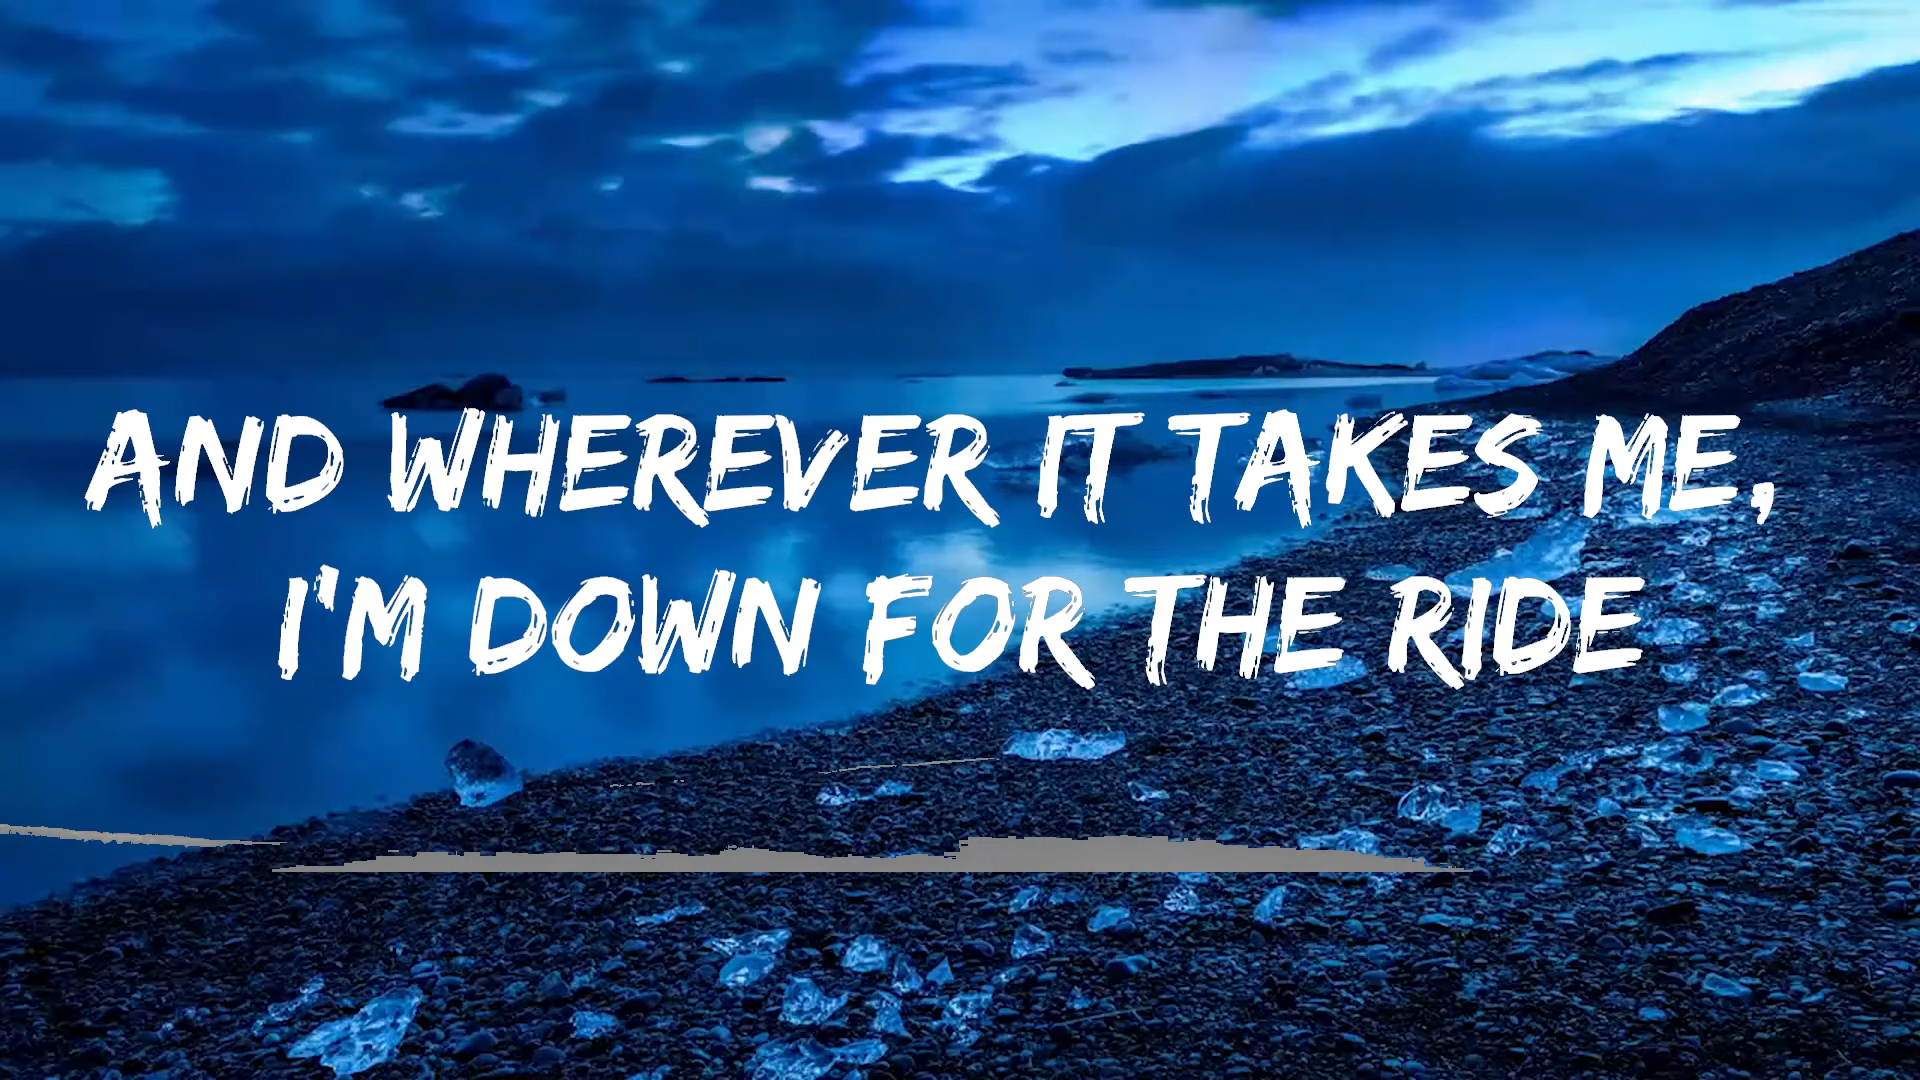 AND WHEREVER IT TAKES ME,
I'M DOWN FOR THE RIDE